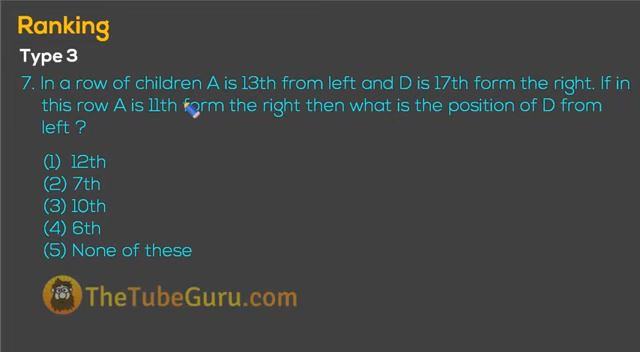 Ranking
Type 3
7. In a row of children A is 13th from left and D is 17th form the right. If in
this row A is 11th form the right then what is the position of D from
left ?
(1) 12th
(2) 7th
(3) 10th
(4) 6th
(5) None of these
TheTubeGuru.com